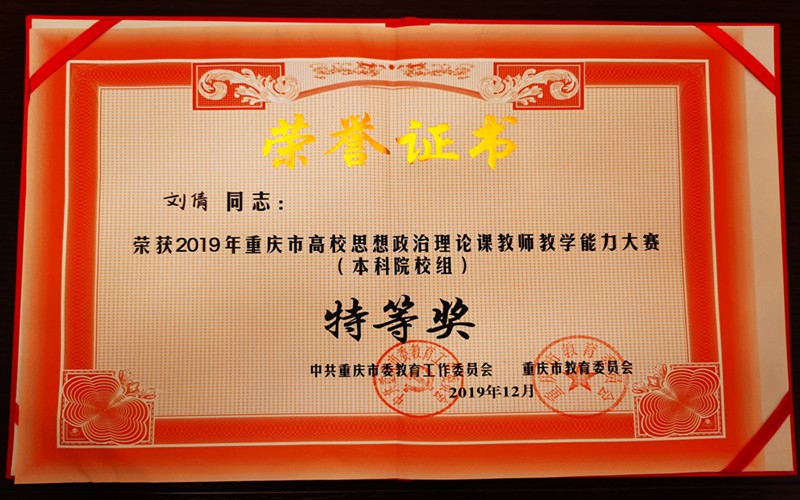 荣誉证书
刘倩 同志：
荣获2019年重庆市高校思想政治理论课教师教学能力大赛
（本科院校组）
特等奖
中共重庆市委教育工作委员会 重庆市教育委员会
2019年12月